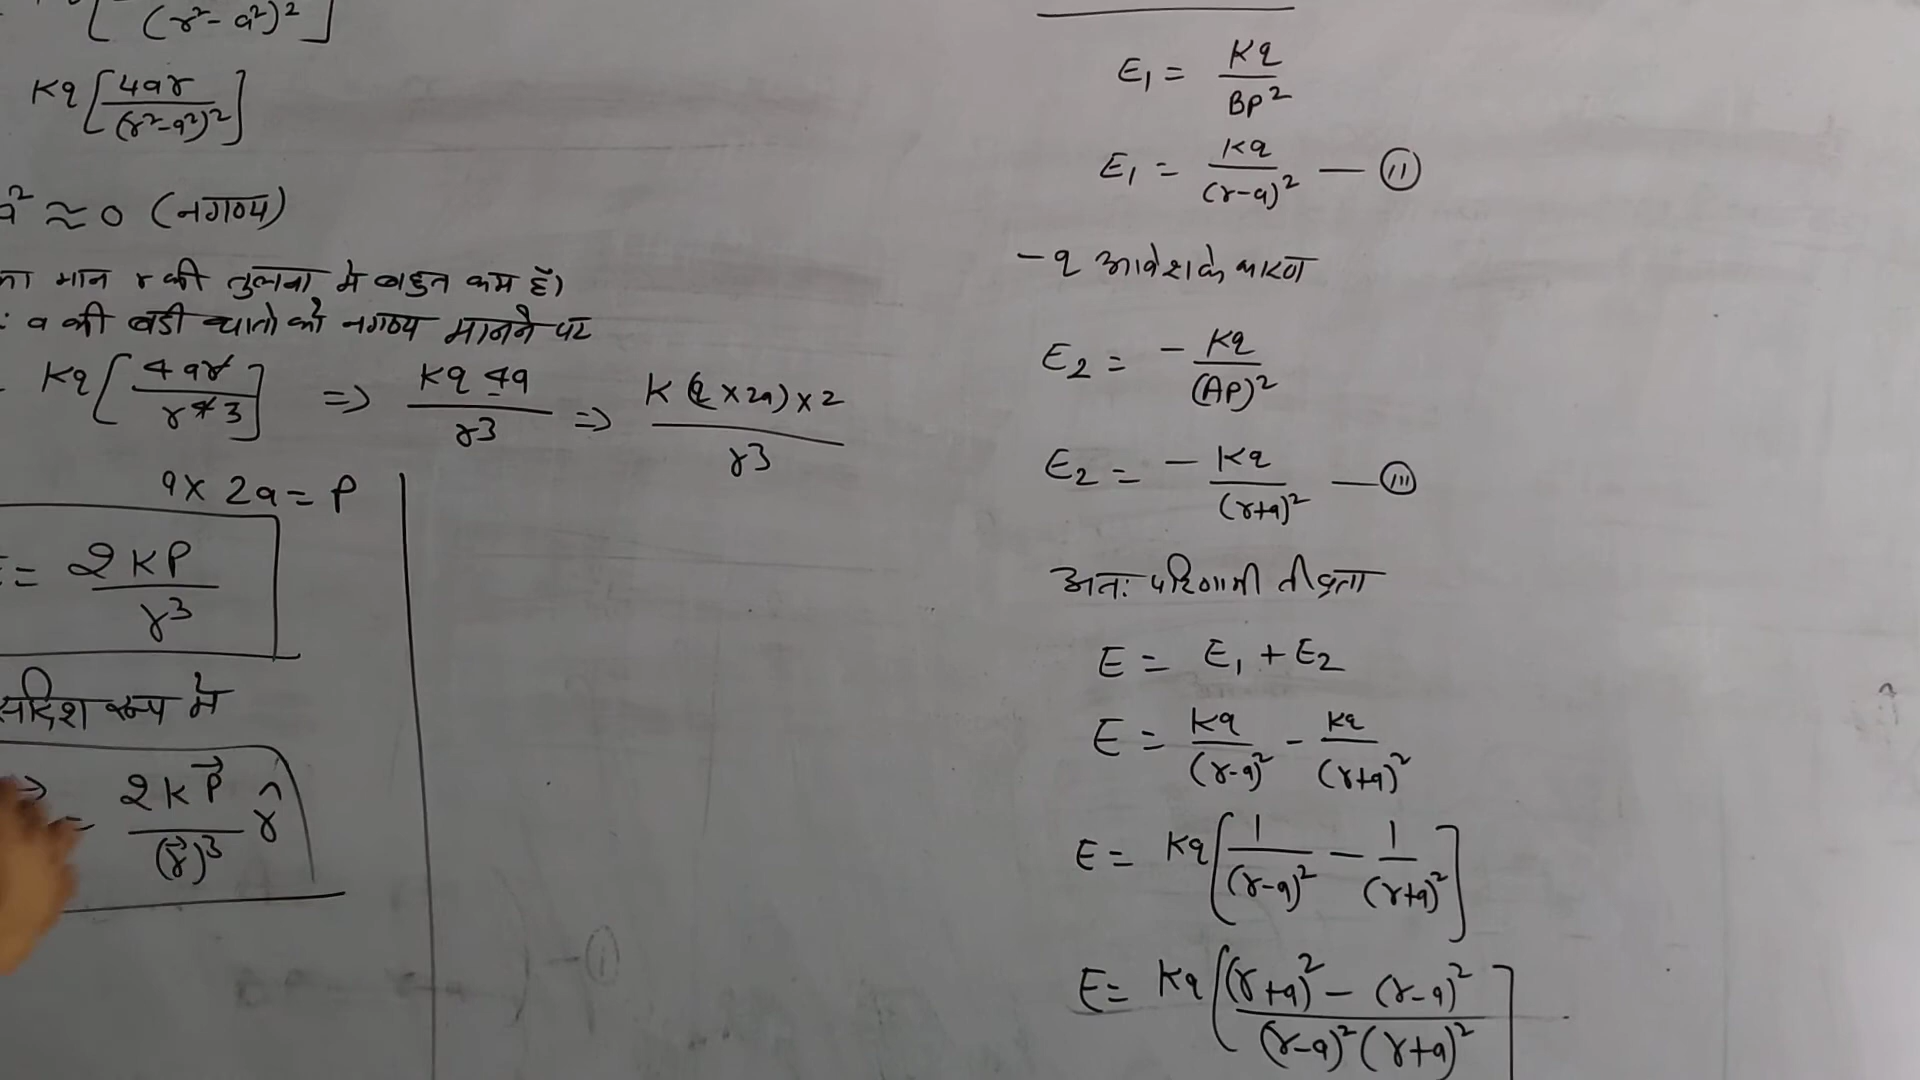 E₁ = Kq/BP²
E₁ = Kq/(r-a)² — (ii)
-q आवेश के कारण
E₂ = - Kq/(AP)²
E₂ = - Kq/(r+a)² — (iii)
अतः परिणामी तीव्रता
E = E₁ + E₂
E = Kq/(r-a)² - Kq/(r+a)²
E = Kq[1/(r-a)² - 1/(r+a)²]
E = Kq[((r+a)² - (r-a)²)/((r-a)²(r+a)²)]
(r²-a²)²]
Kq[4ar/(r²-a²)²]
a² ≈ 0 (नगण्य)
का मान r की तुलना में बहुत कम है।
: a की बडी घातो को नगण्य मानने पर
Kq[4ar/r⁴3] => Kq4a/r3 => K(q×2a)×2/r3
q×2a = P
= 2KP/r³
सदिश रूप में
= 2KP⃗/(r⃗)³ r̂